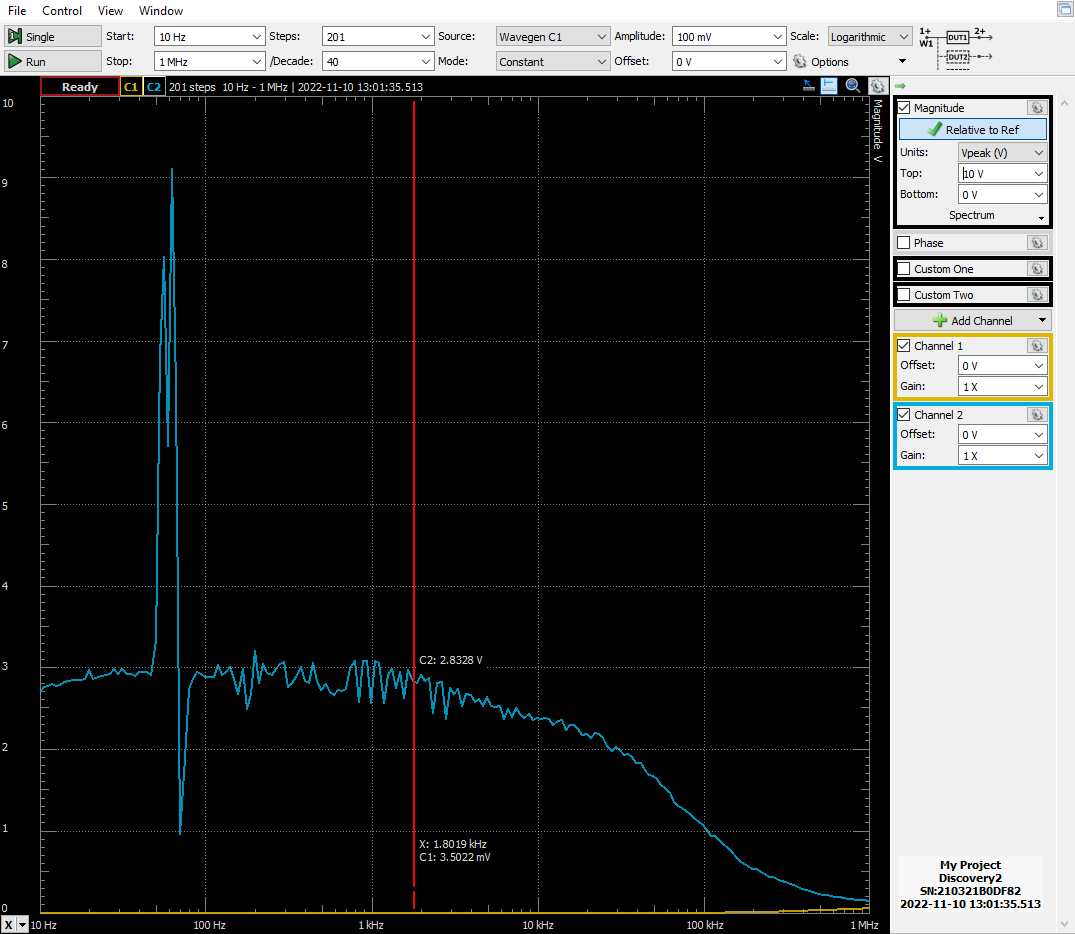 File Control View Window
Single Start: 10 Hz Steps: 201 Source: Wavegen C1 Amplitude: 100 mV Scale: Logarithmic 1+ W1 DUT1 2+
Run Stop: 1 MHz /Decade: 40 Mode: Constant Offset: 0 V Options DUT2
Ready C1 C2 201 steps 10 Hz - 1 MHz | 2022-11-10 13:01:35.513
10
9
8
7
6
5
4
3
2
1
0
C2: 2.8328 V
X: 1.8019 kHz
C1: 3.5022 mV
X 10 Hz 100 Hz 1 kHz 10 kHz 100 kHz 1 MHz
Magnitude V
Magnitude
Relative to Ref
Units: Vpeak (V)
Top: 10 V
Bottom: 0 V
Spectrum
Phase
Custom One
Custom Two
Add Channel
Channel 1
Offset: 0 V
Gain: 1 X
Channel 2
Offset: 0 V
Gain: 1 X
My Project
Discovery2
SN:210321B0DF82
2022-11-10 13:01:35.513